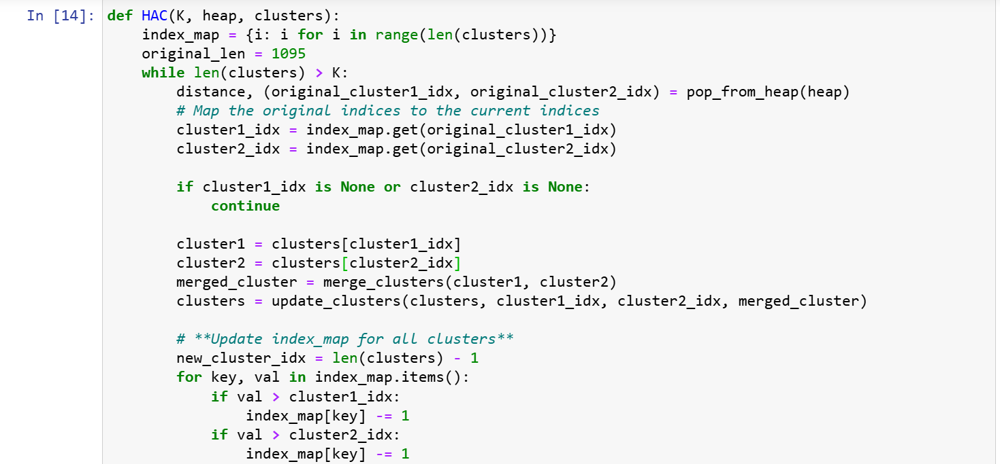 In [14]: def HAC(K, heap, clusters):
    index_map = {i: i for i in range(len(clusters))}
    original_len = 1095
    while len(clusters) > K:
        distance, (original_cluster1_idx, original_cluster2_idx) = pop_from_heap(heap)
        # Map the original indices to the current indices
        cluster1_idx = index_map.get(original_cluster1_idx)
        cluster2_idx = index_map.get(original_cluster2_idx)

        if cluster1_idx is None or cluster2_idx is None:
            continue

        cluster1 = clusters[cluster1_idx]
        cluster2 = clusters[cluster2_idx]
        merged_cluster = merge_clusters(cluster1, cluster2)
        clusters = update_clusters(clusters, cluster1_idx, cluster2_idx, merged_cluster)

        # **Update index_map for all clusters**
        new_cluster_idx = len(clusters) - 1
        for key, val in index_map.items():
            if val > cluster1_idx:
                index_map[key] -= 1
            if val > cluster2_idx:
                index_map[key] -= 1